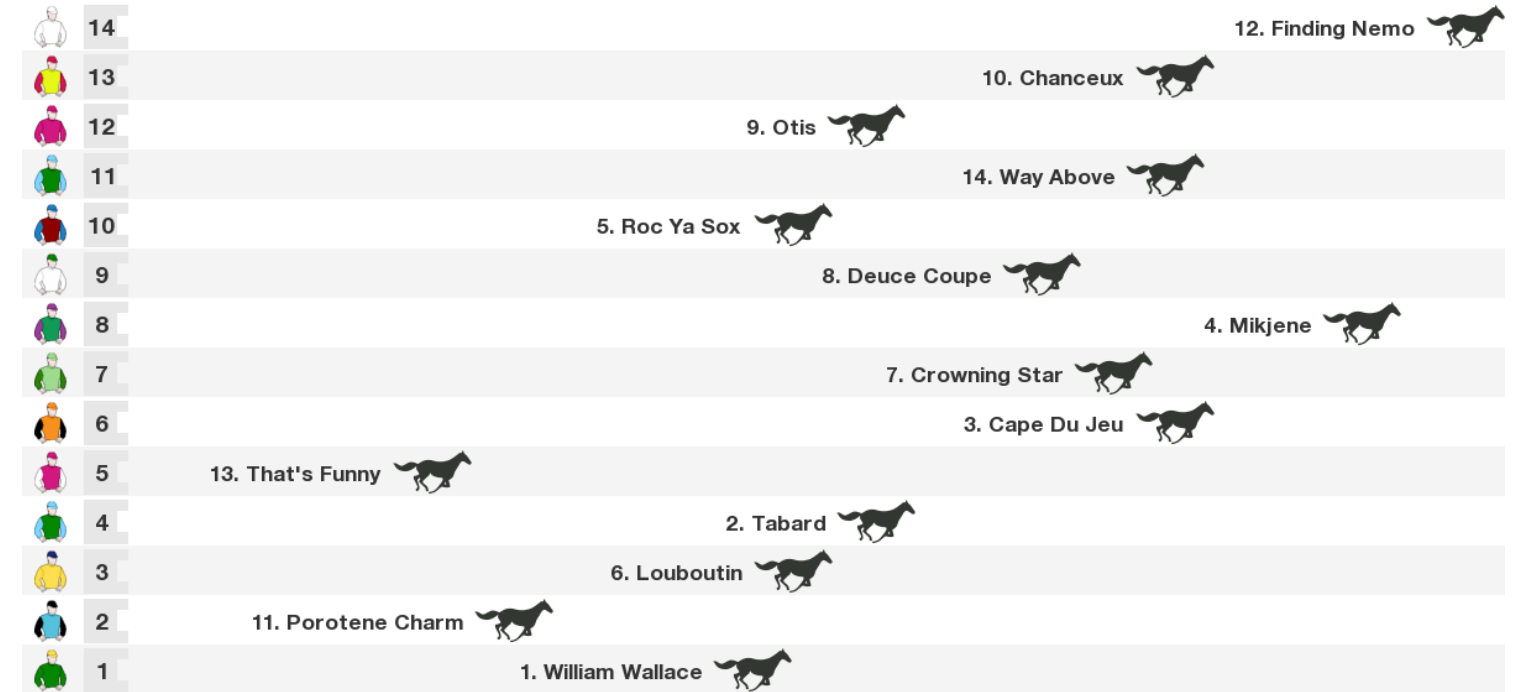 14 12. Finding Nemo
13 10. Chanceux
12 9. Otis
11 14. Way Above
10 5. Roc Ya Sox
9 8. Deuce Coupe
8 4. Mikjene
7 7. Crowning Star
6 3. Cape Du Jeu
5 13. That's Funny
4 2. Tabard
3 6. Louboutin
2 11. Porotene Charm
1 1. William Wallace